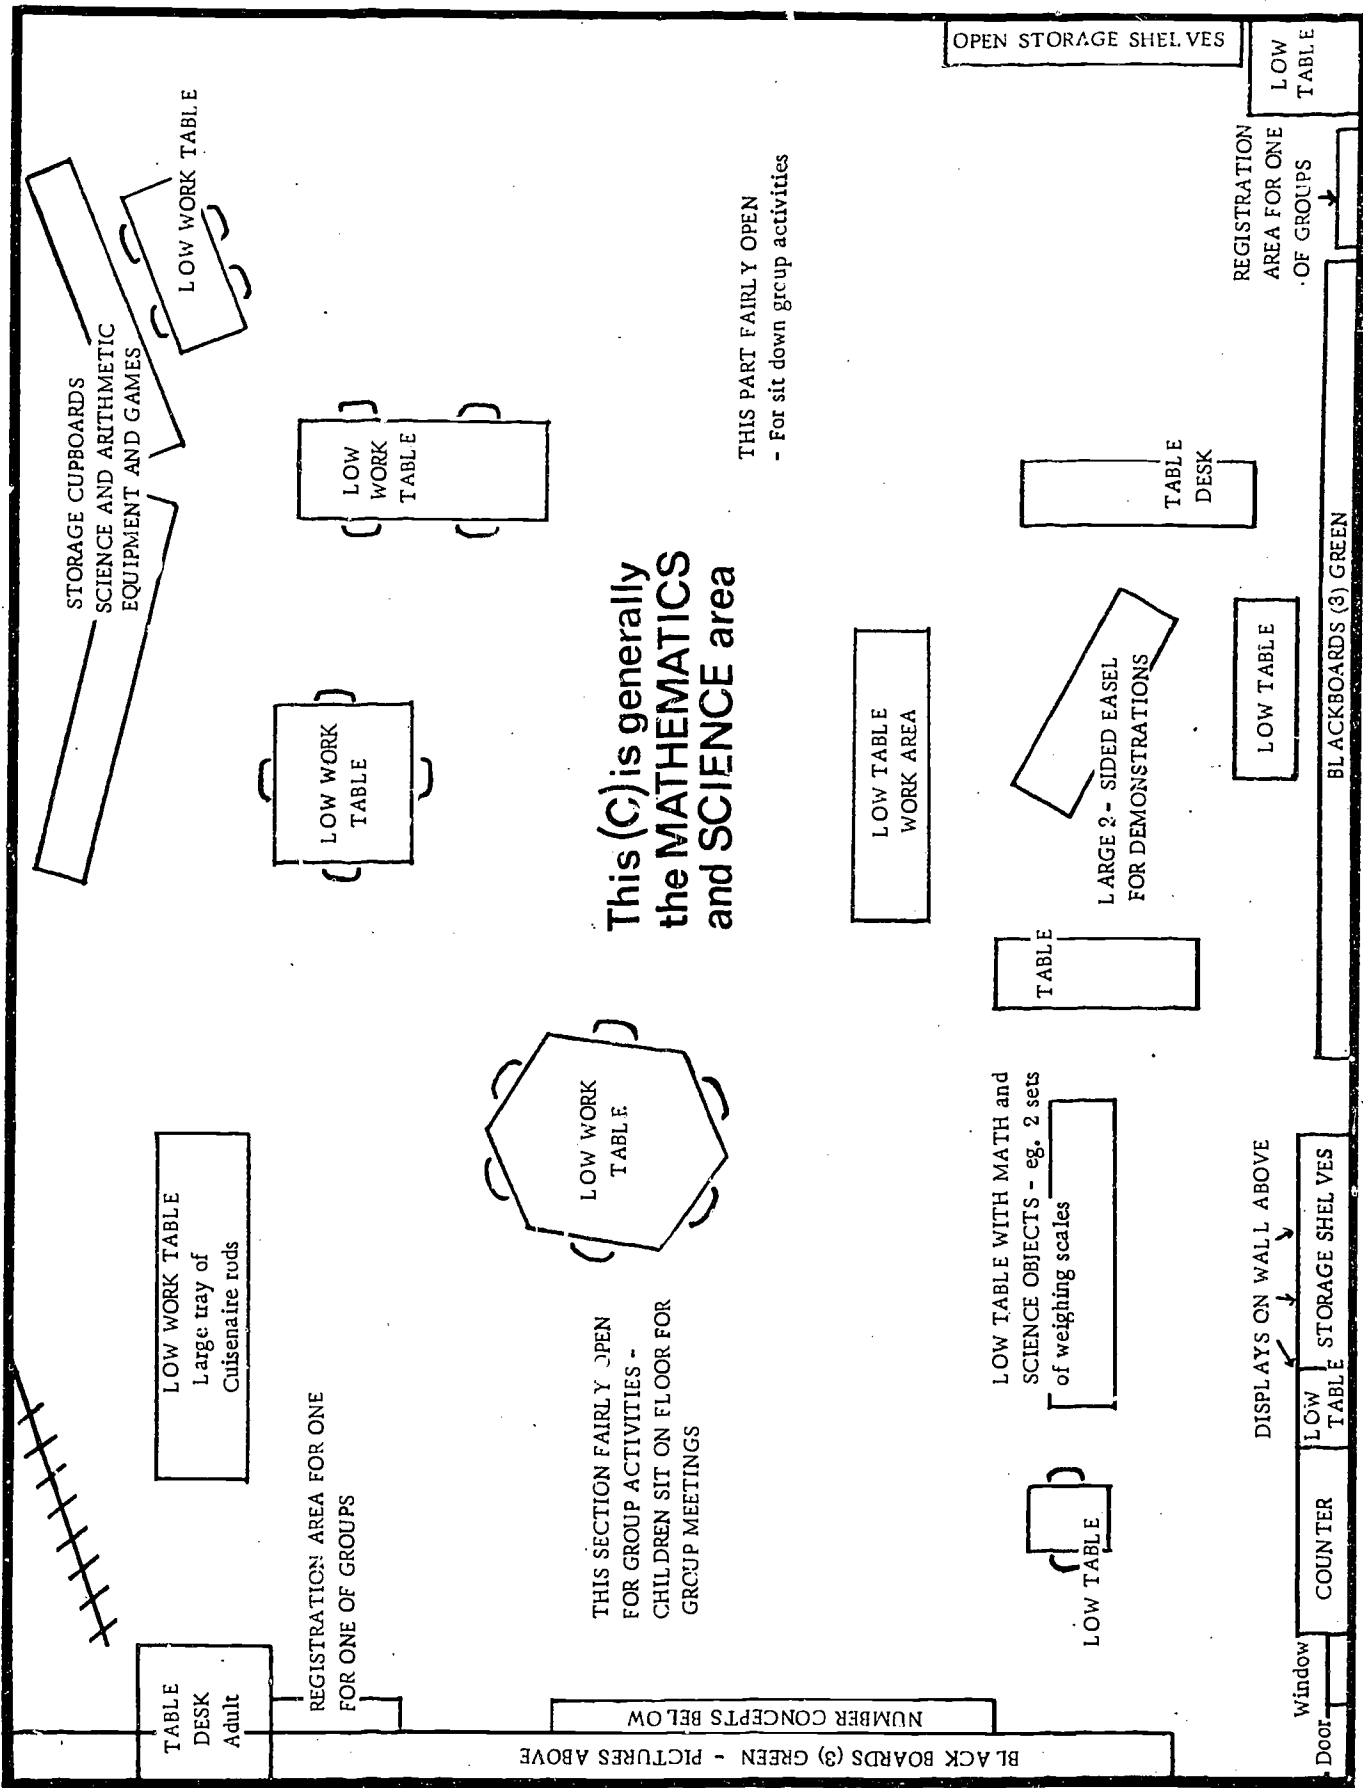 STORAGE CUPBOARDS
SCIENCE AND ARITHMETIC
EQUIPMENT AND GAMES
LOW WORK TABLE
LOW
WORK
TABLE
LOW WORK
TABLE
LOW WORK TABLE
Large tray of
Cuisenaire rods
TABLE
DESK
Adult
REGISTRATION AREA FOR ONE
FOR ONE OF GROUPS
LOW WORK
TABLE
THIS SECTION FAIRLY OPEN
FOR GROUP ACTIVITIES -
CHILDREN SIT ON FLOOR FOR
GROUP MEETINGS
This (C) is generally
the MATHEMATICS
and SCIENCE area
THIS PART FAIRLY OPEN
- For sit down group activities
OPEN STORAGE SHELVES
LOW
TABLE
REGISTRATION
AREA FOR ONE
OF GROUPS
LOW TABLE
WORK AREA
TABLE
DESK
LARGE 2 - SIDED EASEL
FOR DEMONSTRATIONS
TABLE
LOW TABLE
BLACKBOARDS (3) GREEN
LOW TABLE WITH MATH and
SCIENCE OBJECTS - eg. 2 sets
of weighing scales
LOW TABLE
DISPLAYS ON WALL ABOVE
STORAGE SHELVES
LOW
TABLE
COUNTER
Window
Door
NUMBER CONCEPTS BELOW
BLACK BOARDS (3) GREEN - PICTURES ABOVE